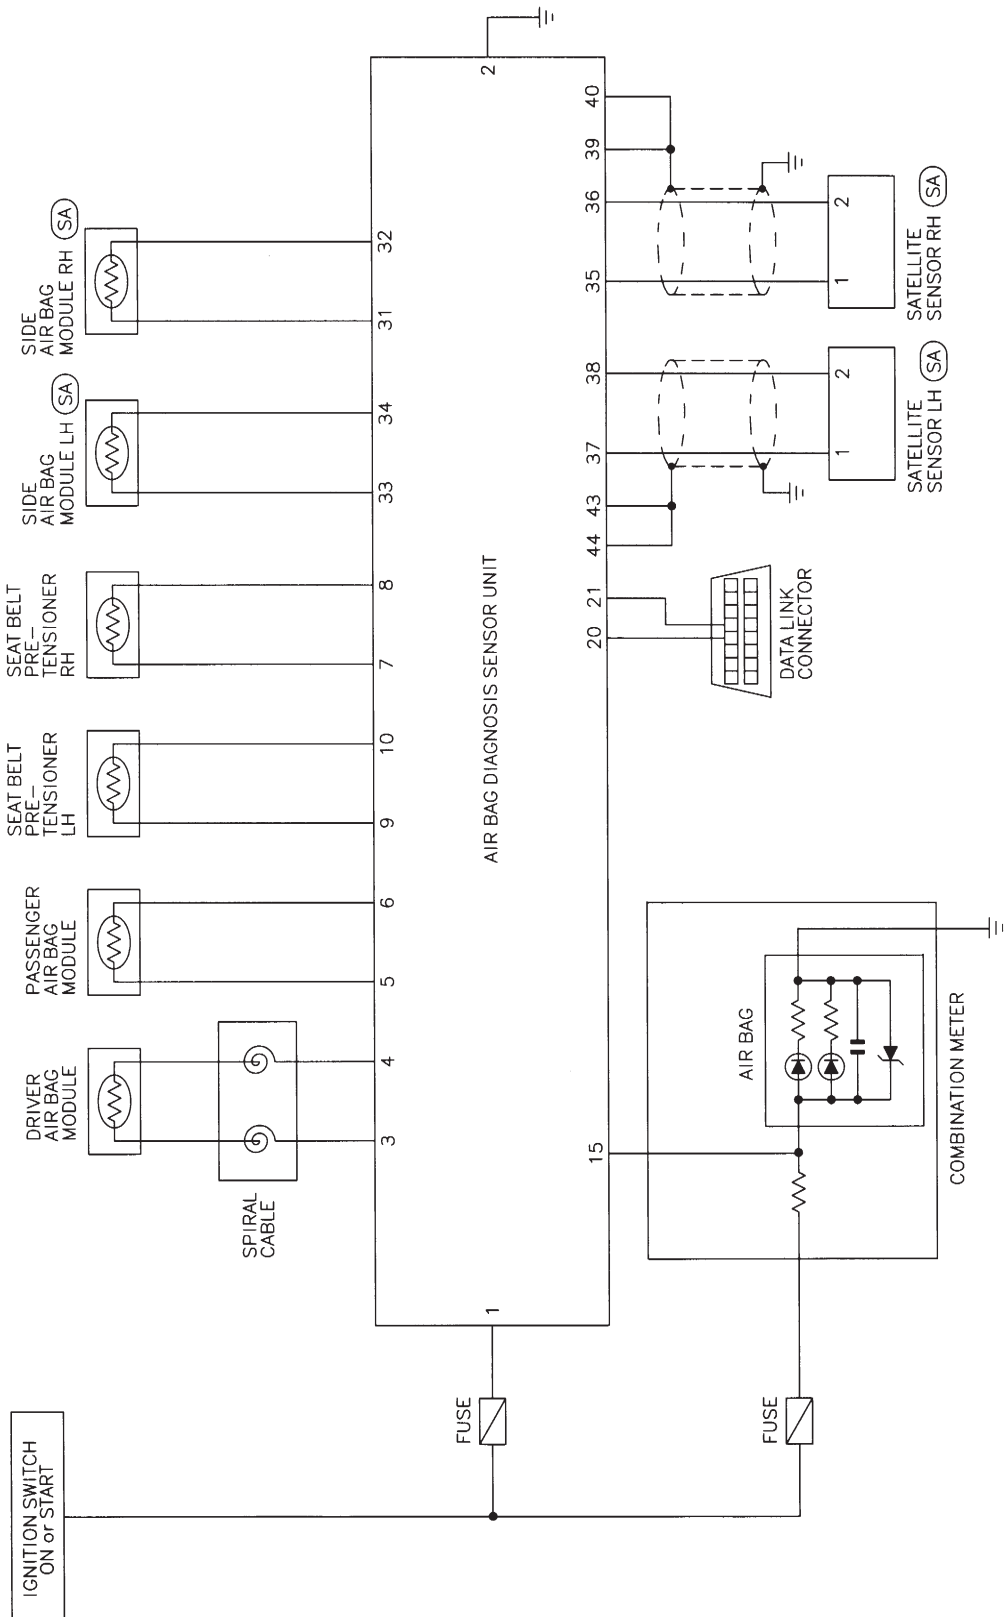 IGNITION SWITCH
ON or START
FUSE
FUSE
SPIRAL
CABLE
DRIVER
AIR BAG
MODULE
PASSENGER
AIR BAG
MODULE
SEAT BELT
PRE–
TENSIONER
LH
SEAT BELT
PRE–
TENSIONER
RH
SIDE
AIR BAG
MODULE LH SA
SIDE
AIR BAG
MODULE RH SA
3 4 5 6 9 10 7 8 33 34 31 32
1
AIR BAG DIAGNOSIS SENSOR UNIT
2
15 20 21 44 43 37 38 35 36 39 40
AIR BAG
COMBINATION METER
DATA LINK
CONNECTOR
1 2
SATELLITE
SENSOR LH SA
1 2
SATELLITE
SENSOR RH SA